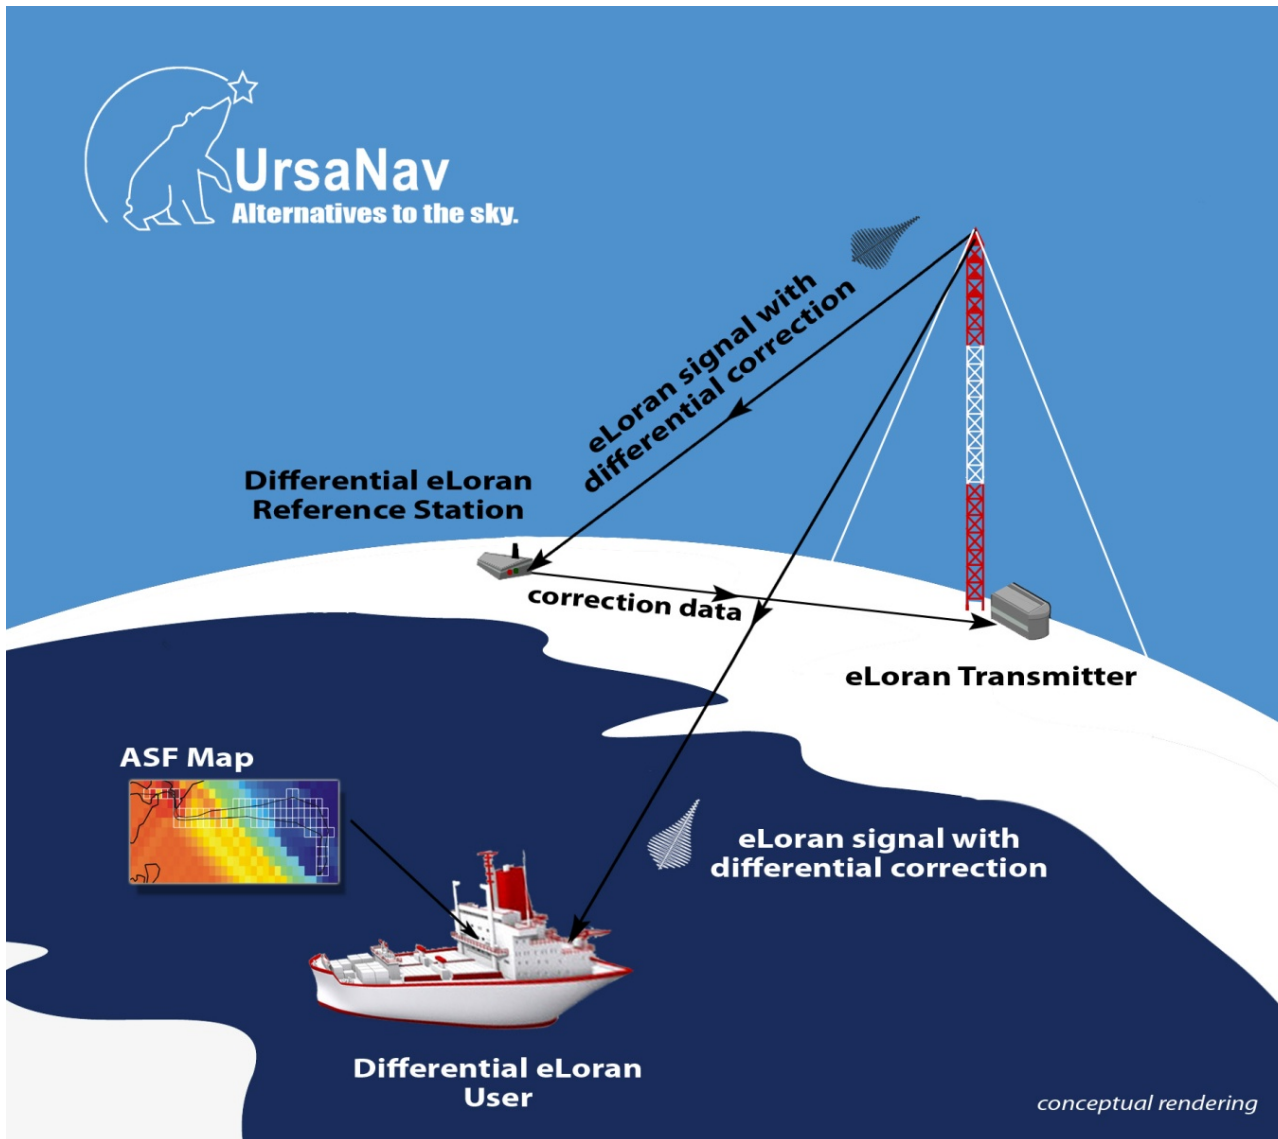 UrsaNav
Alternatives to the sky.
eLoran signal with
differential correction
Differential eLoran
Reference Station
correction data
eLoran Transmitter
ASF Map
eLoran signal with
differential correction
Differential eLoran
User
conceptual rendering